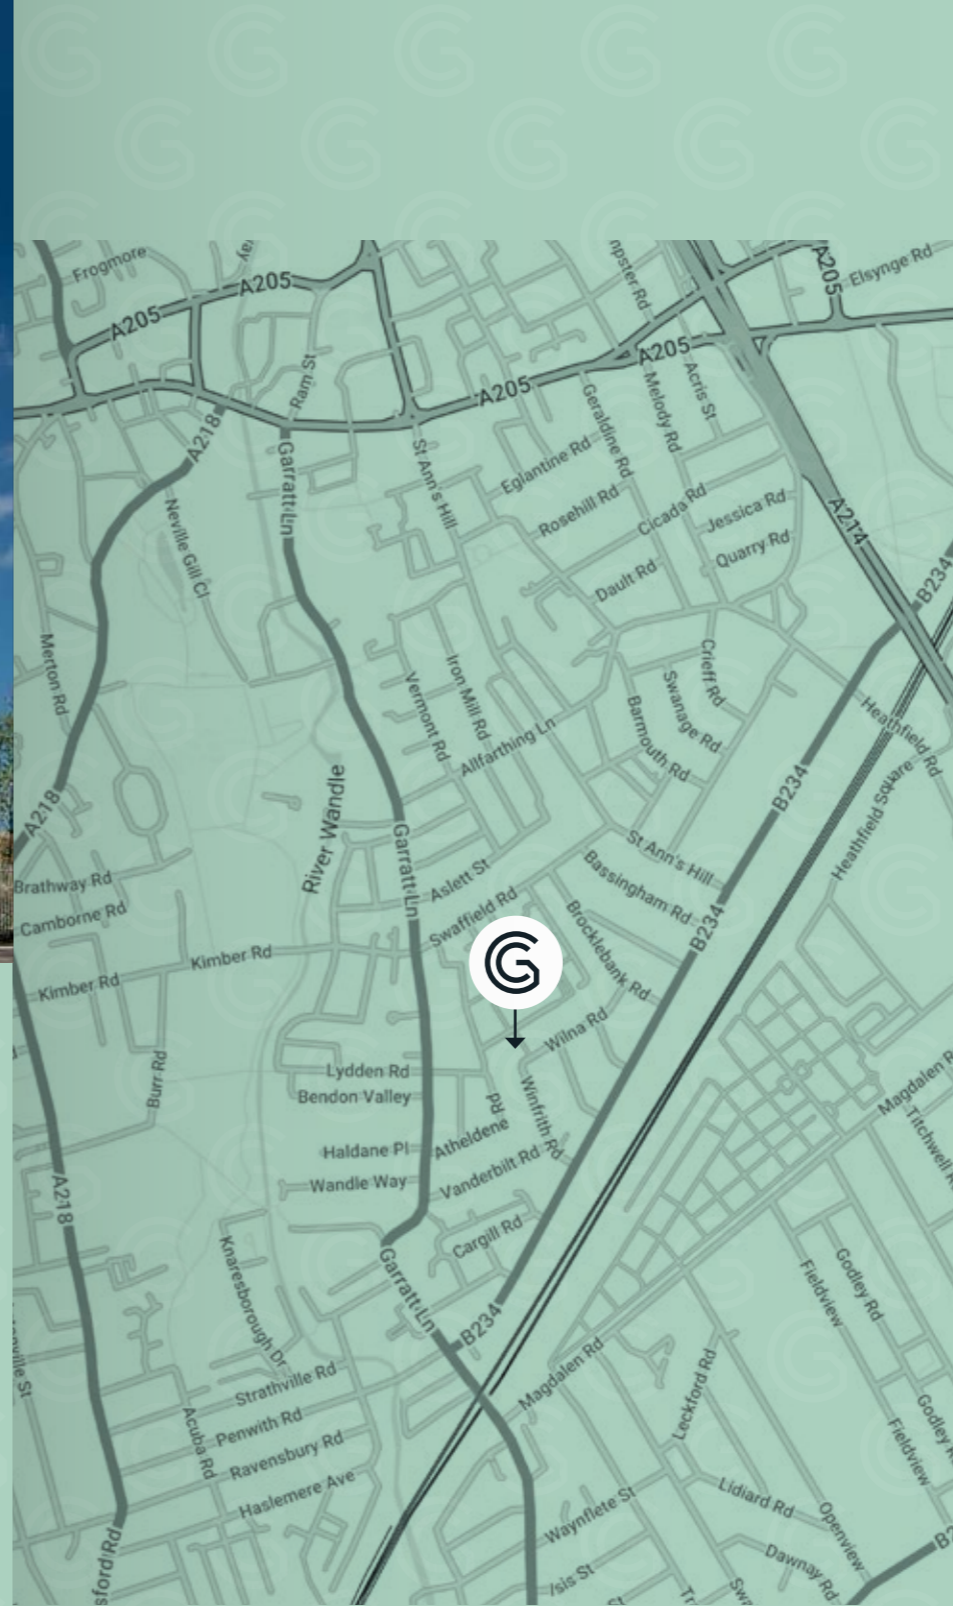 Frogmore
A205
A205
A205
Elsynge Rd
A205
A205
Ram St
Acris St
Melody Rd
Geraldine Rd
A218
Garratt Ln
St Ann's Hill
Eglantine Rd
Rosehill Rd
Cicada Rd
Jessica Rd
Quarry Rd
A214
Neville Gill Cl
Dault Rd
B234
Merton Rd
Vermont Rd
Iron Mill Rd
Allfarthing Ln
Crieff Rd
Swanage Rd
Barmouth Rd
Heathfield Rd
Heathfield Square
B234
A218
River Wandle
Garratt Ln
St Ann's Hill
Bassingham Rd
Brathway Rd
Aslett St
Camborne Rd
Swaffield Rd
Brocklebank Rd
B234
Kimber Rd
Kimber Rd
G
Wilna Rd
Burr Rd
Lydden Rd
Bendon Valley
Winfrith Rd
Magdalen R
Titchwell R
Haldane Pl
Atheldene
Rd
Wandle Way
Vanderbilt Rd
A218
Cargill Rd
Knaresborough Dr
Garratt Ln
B234
Godley Rd
Fieldview
Strathville Rd
Magdalen Rd
Leckford Rd
Penwith Rd
Acuba Rd
Ravensbury Rd
Haslemere Ave
Godley
Fieldview
Lidiard Rd
Openview
Waynflete St
Dawnay Rd
Isis St
sford Rd